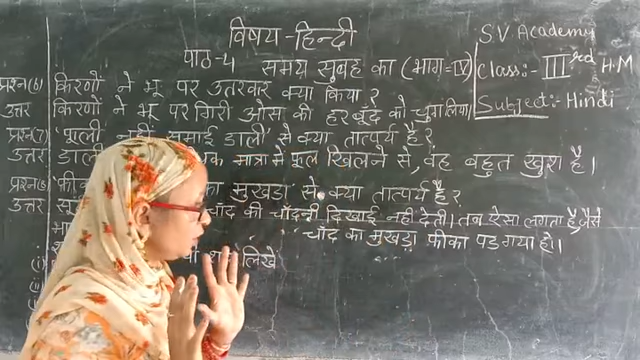 विषय-हिन्दी
S.V Academy
पाठ-4 समय सुबह का (भाग=IV)
Class:- III rd H.M
Subject:- Hindi
प्रश्न(6) किरणों ने भू पर उतरकर क्या किया ?
उत्तर किरणों ने भू पर गिरी ओस की हर बूंद को चुरा लिया
प्रश्न(7) 'फूली नहीं समाई डाली' से क्या तात्पर्य है ?
उत्तर डाली मात्रा में फूल खिलने से, वह बहुत खुश है।
प्रश्न(8) का मुखड़ा से क्या तात्पर्य है ?
उत्तर चाँद की चाँदनी दिखाई नहीं देती। तब ऐसा लगता है, जैसे
चाँद का मुखड़ा फीका पड़ गया हो।
(i) लिखें